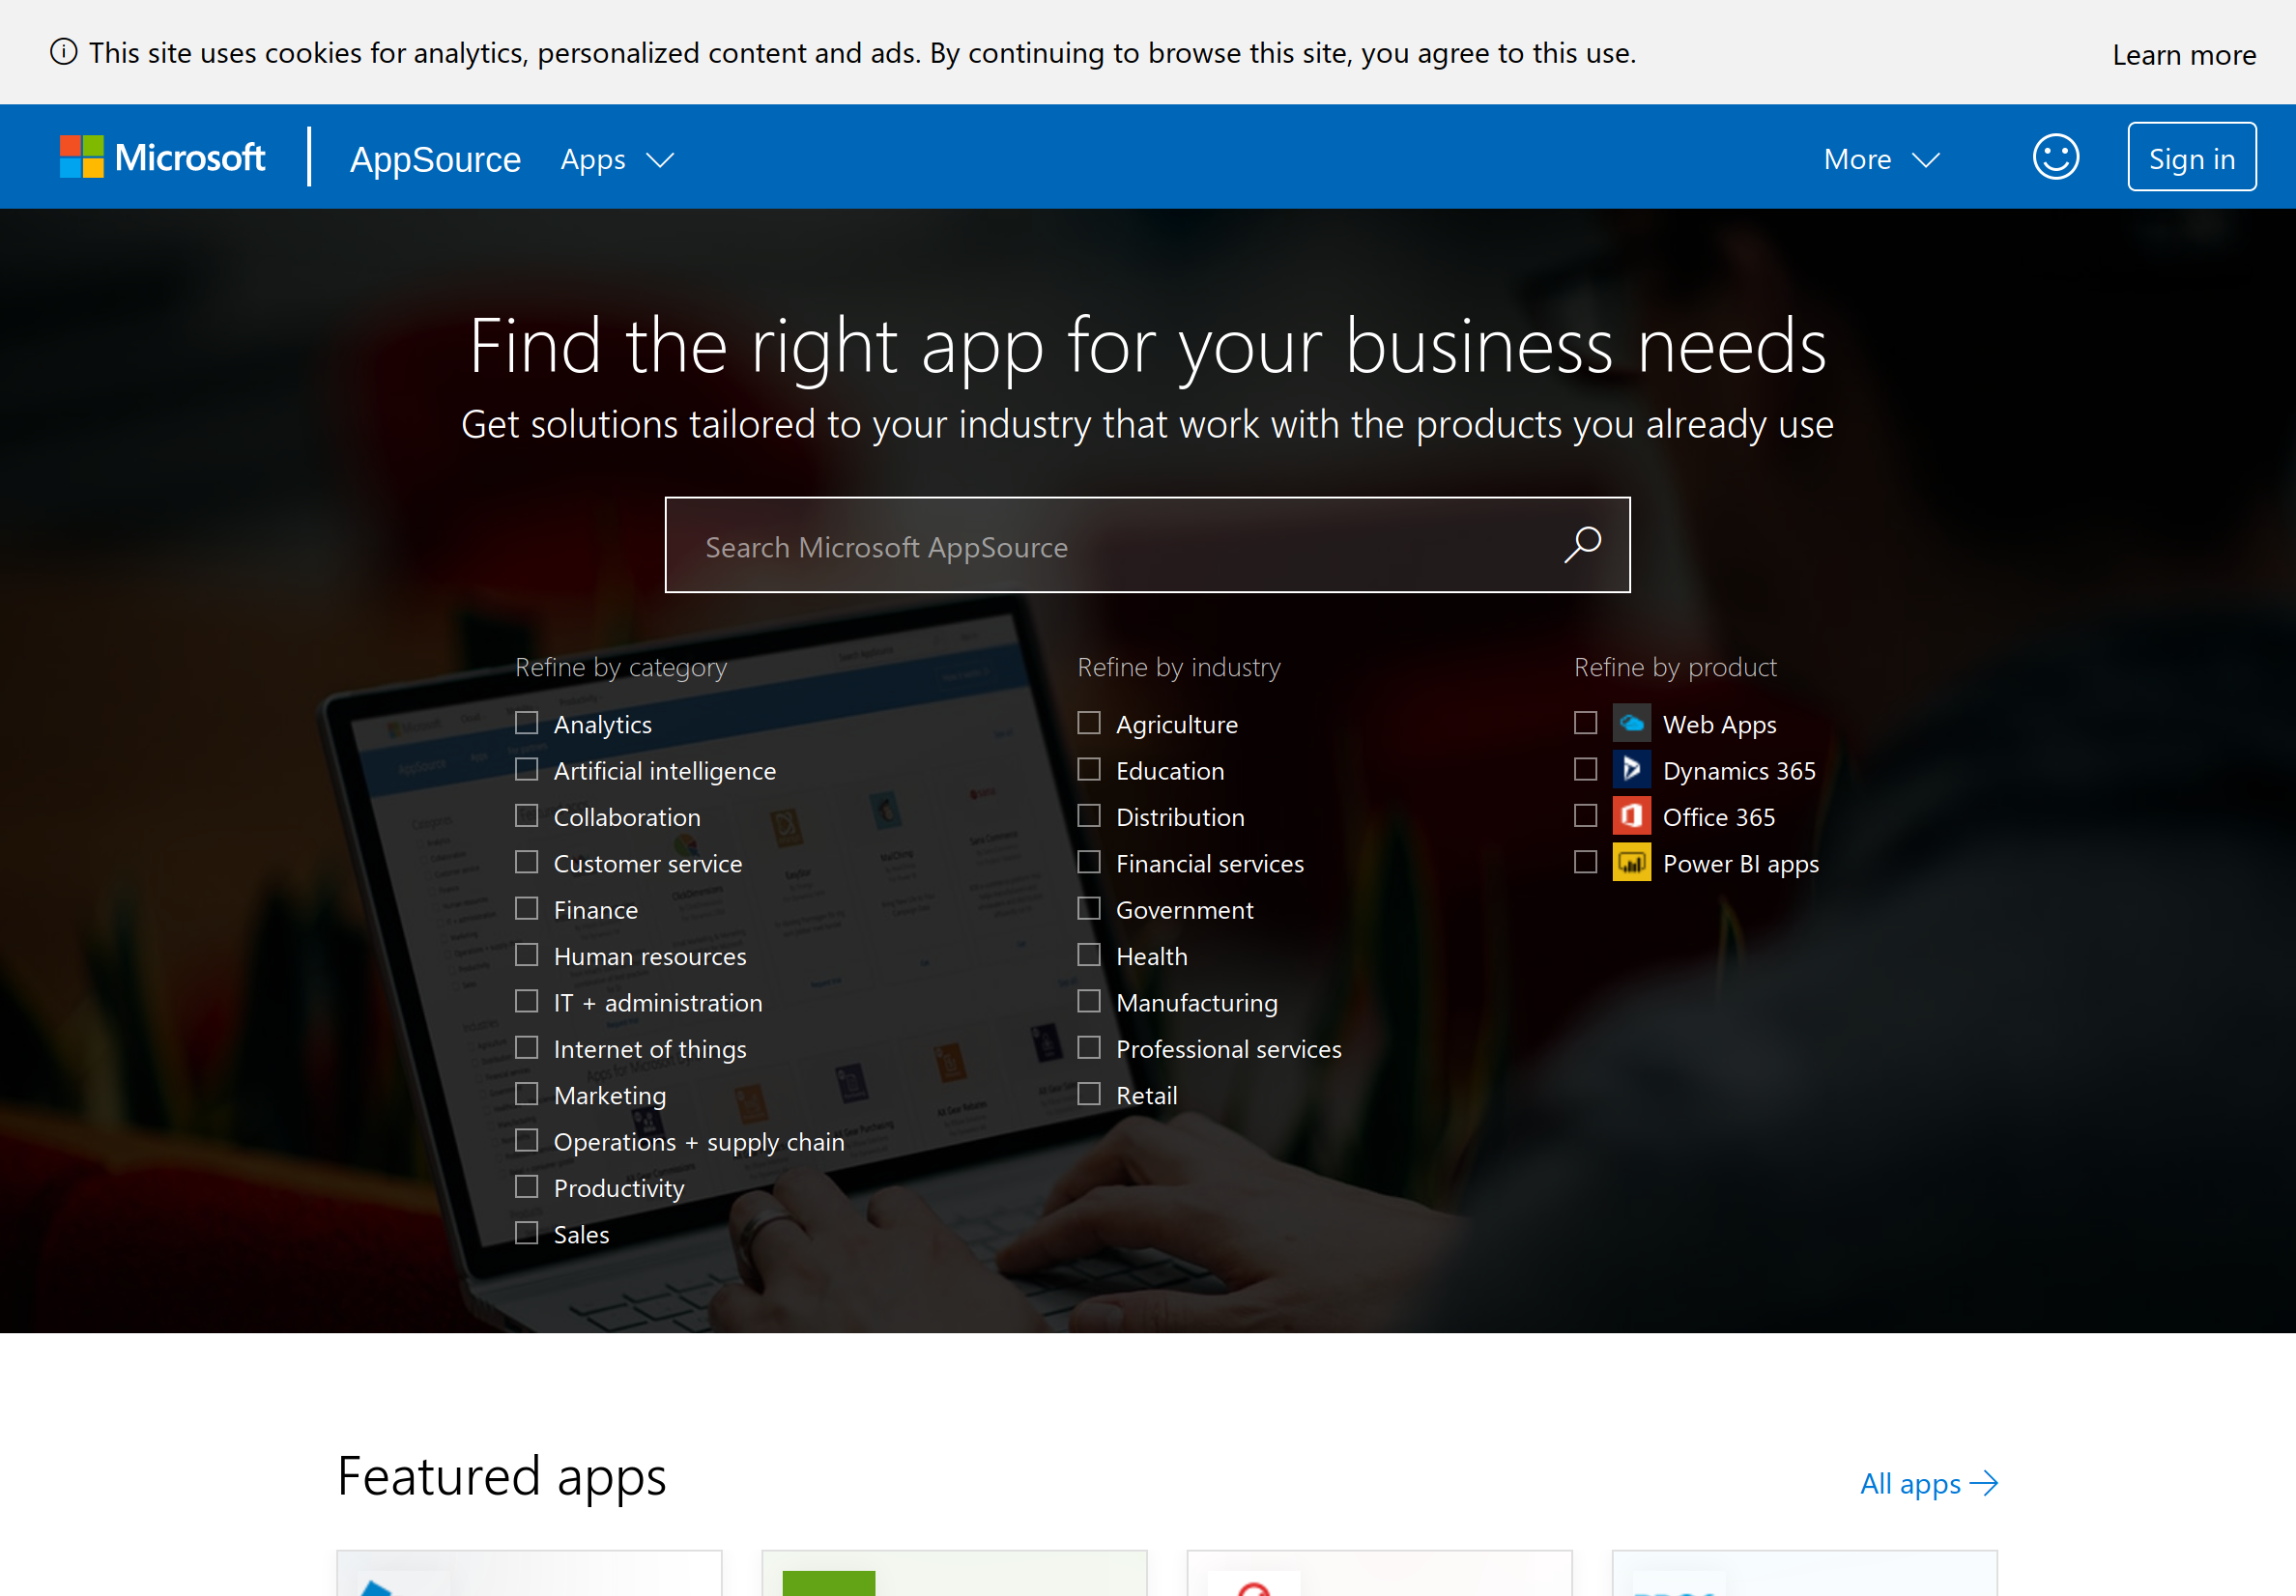 This site uses cookies for analytics, personalized content and ads. By continuing to browse this site, you agree to this use.
Learn more
Microsoft
AppSource
Apps
More
Sign in
Find the right app for your business needs
Get solutions tailored to your industry that work with the products you already use
Search Microsoft AppSource
Refine by category
Analytics
Artificial intelligence
Collaboration
Customer service
Finance
Human resources
IT + administration
Internet of things
Marketing
Operations + supply chain
Productivity
Sales
Refine by industry
Agriculture
Education
Distribution
Financial services
Government
Health
Manufacturing
Professional services
Retail
Refine by product
Web Apps
Dynamics 365
Office 365
Power BI apps
Featured apps
All apps